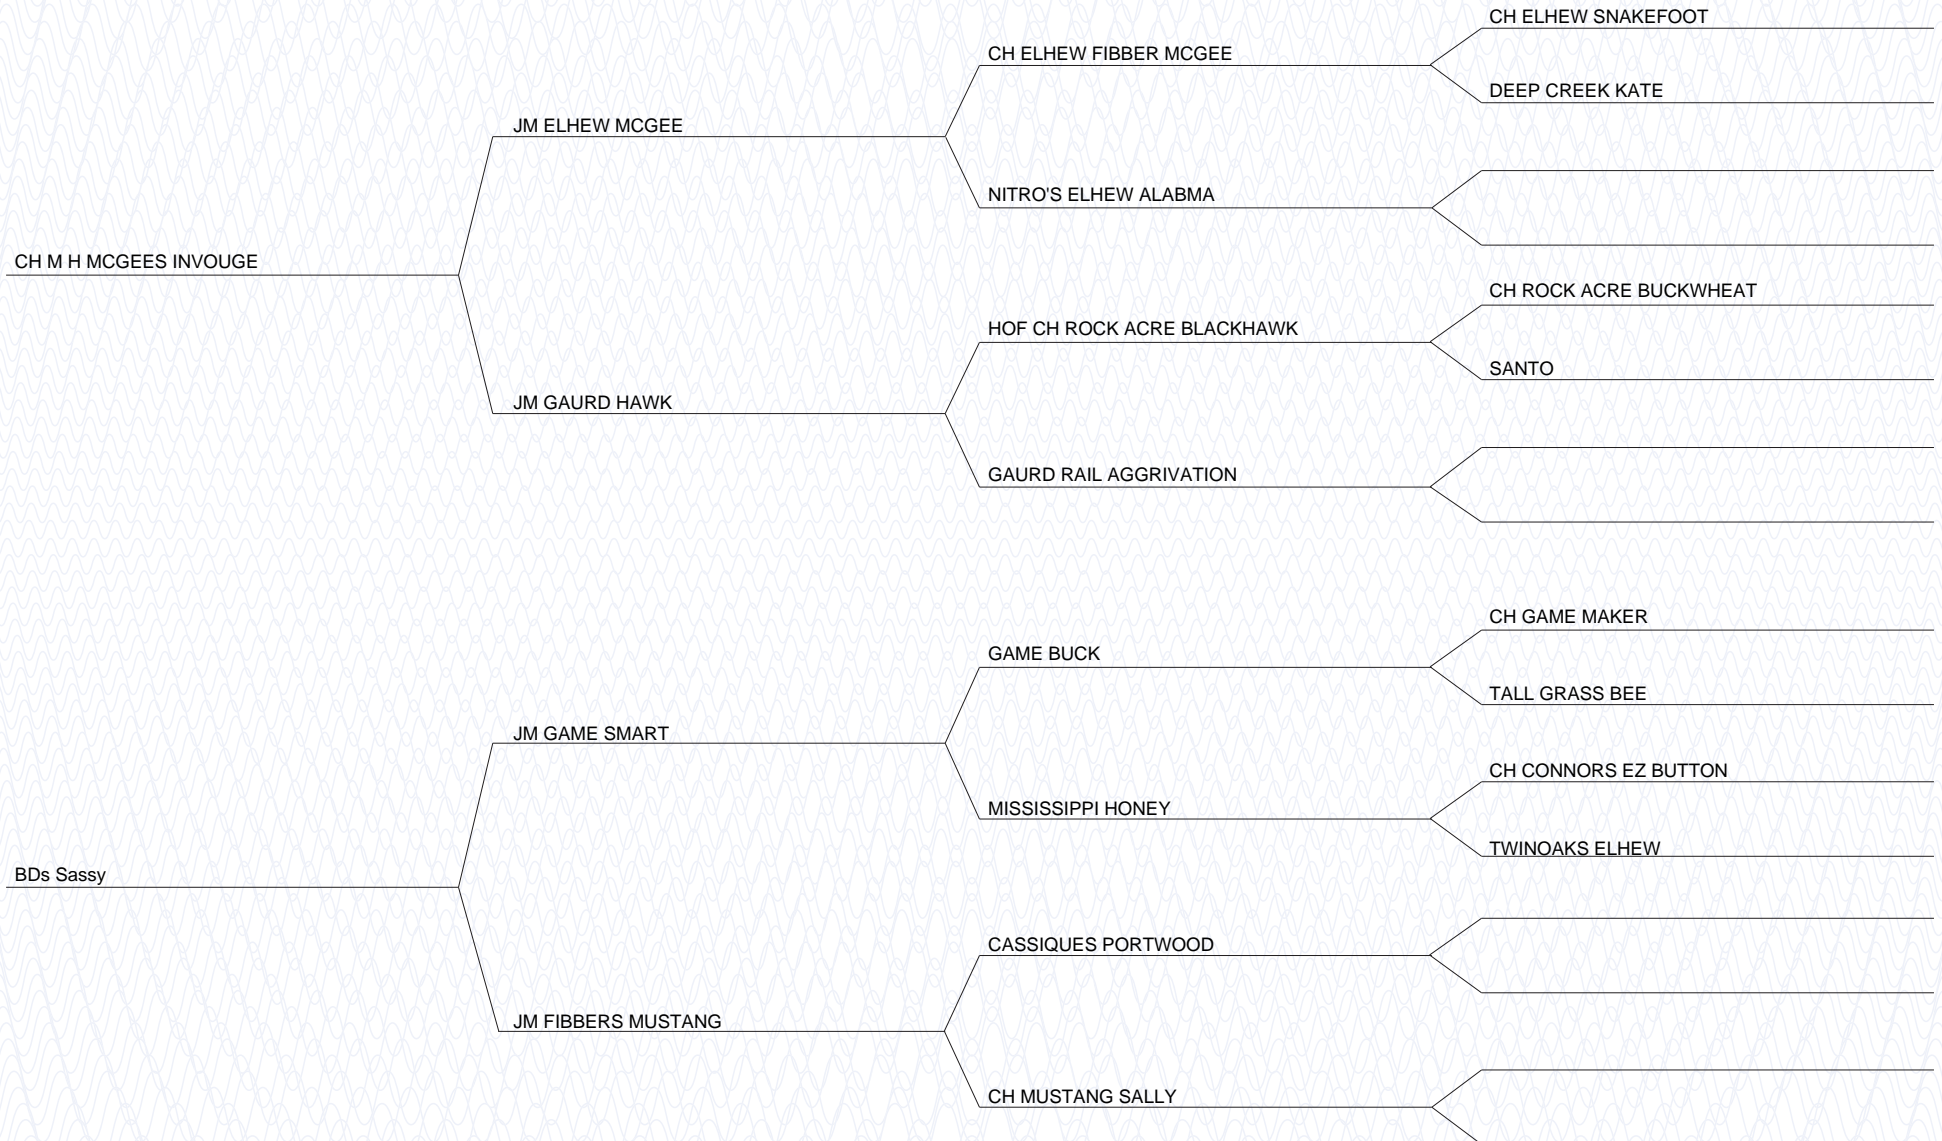 CH ELHEW SNAKEFOOT
CH ELHEW FIBBER MCGEE
DEEP CREEK KATE
JM ELHEW MCGEE
NITRO'S ELHEW ALABMA
CH M H MCGEES INVOUGE
CH ROCK ACRE BUCKWHEAT
HOF CH ROCK ACRE BLACKHAWK
SANTO
JM GAURD HAWK
GAURD RAIL AGGRIVATION
CH GAME MAKER
GAME BUCK
TALL GRASS BEE
JM GAME SMART
CH CONNORS EZ BUTTON
MISSISSIPPI HONEY
TWINOAKS ELHEW
BDs Sassy
CASSIQUES PORTWOOD
JM FIBBERS MUSTANG
CH MUSTANG SALLY